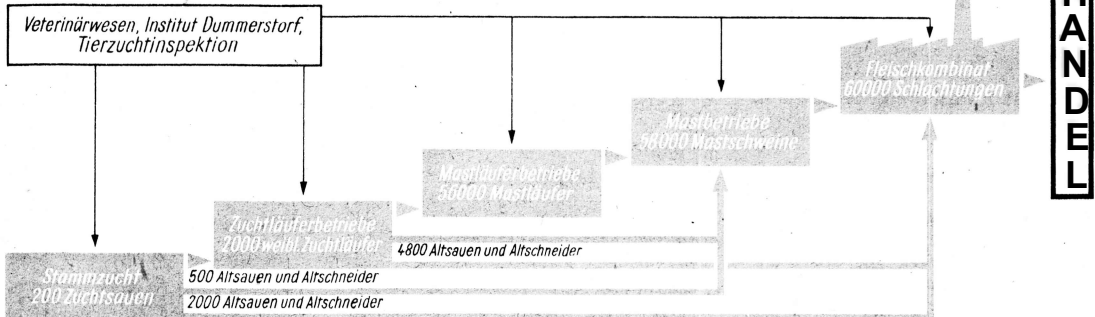 Veterinärwesen, Institut Dummerstorf,
Tierzuchtinspektion
HANDEL
Fleischkombinat
60000 Schlachtungen
Mastbetriebe
58000 Mastschweine
Mastläuferbetriebe
Mastläufer
Zuchtläuferbetriebe
2000 weibl. Zuchtläufer
4800 Altsauen und Altschneider
Stammzucht
200 Zuchtsauen
500 Altsauen und Altschneider
2000 Altsauen und Altschneider